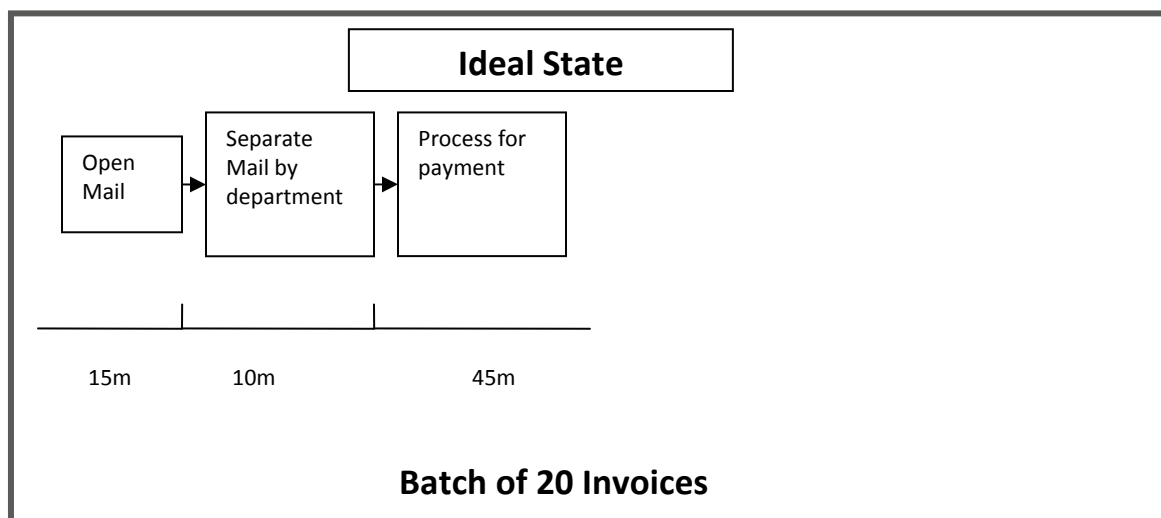 Ideal State
Open
Mail
Separate
Mail by
department
Process for
payment
15m
10m
45m
Batch of 20 Invoices